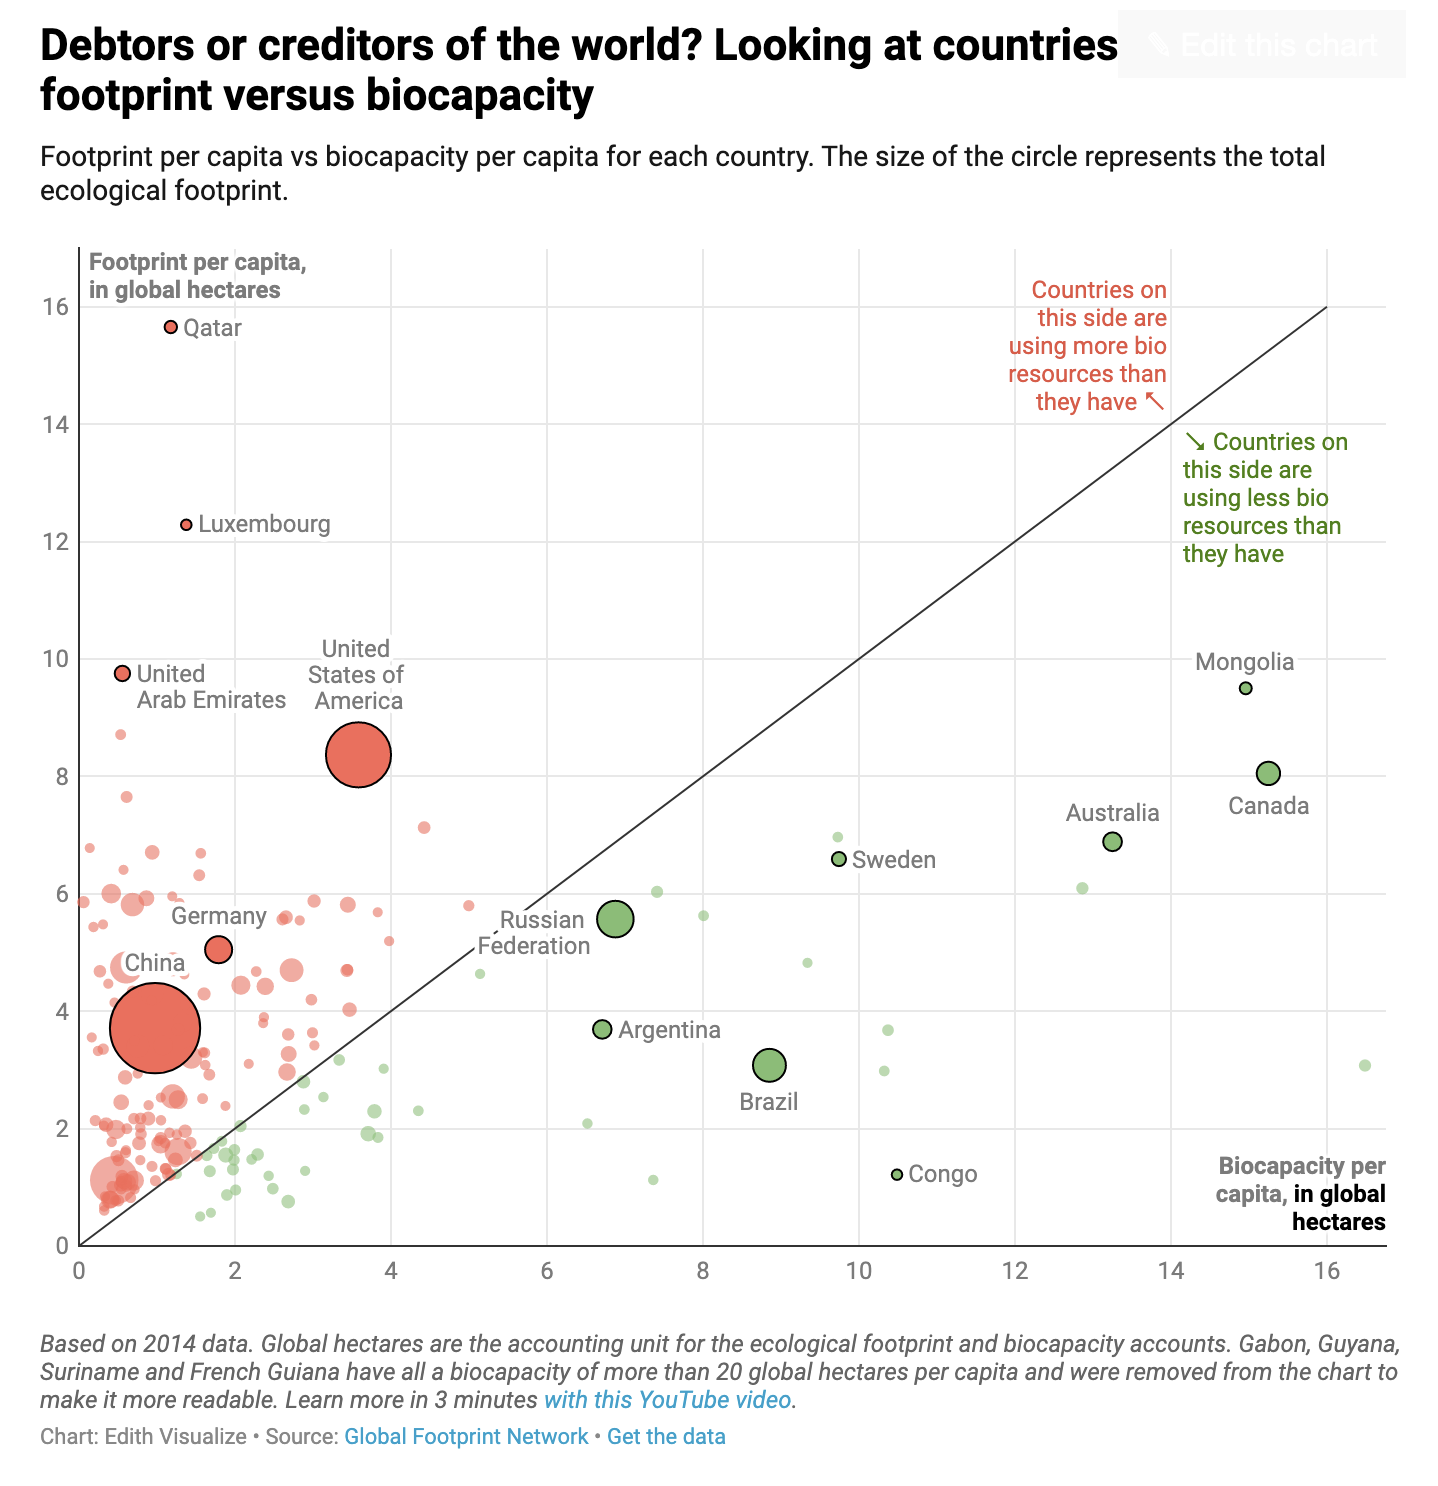 Debtors or creditors of the world? Looking at countries
✎ Edit this chart
footprint versus biocapacity
Footprint per capita vs biocapacity per capita for each country. The size of the circle represents the total
ecological footprint.
Footprint per capita,
in global hectares
16
14
12
10
8
6
4
2
0
Qatar
Luxembourg
United
Arab Emirates
United
States of
America
Germany
China
Countries on
this side are
using more bio
resources than
they have ↖
↘ Countries on
this side are
using less bio
resources than
they have
Mongolia
Canada
Australia
Sweden
Russian
Federation
Argentina
Brazil
Congo
Biocapacity per
capita, in global
hectares
0 2 4 6 8 10 12 14 16
Based on 2014 data. Global hectares are the accounting unit for the ecological footprint and biocapacity accounts. Gabon, Guyana,
Suriname and French Guiana have all a biocapacity of more than 20 global hectares per capita and were removed from the chart to
make it more readable. Learn more in 3 minutes with this YouTube video.
Chart: Edith Visualize • Source: Global Footprint Network • Get the data